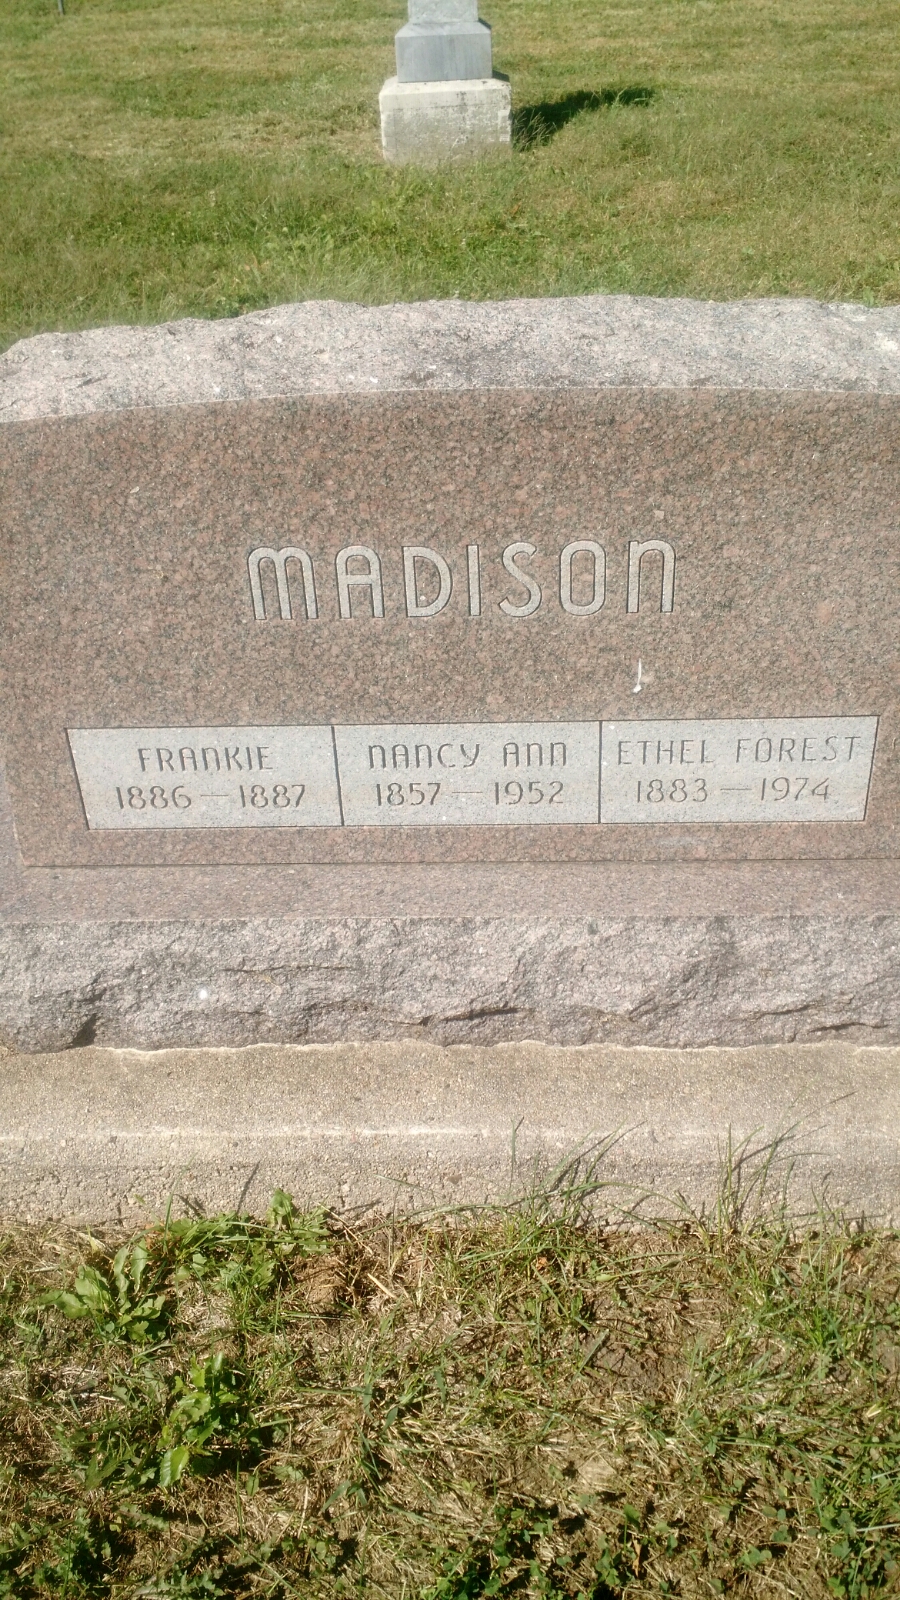 MADISON
FRANKIE
1886 — 1887
NANCY ANN
1857 — 1952
ETHEL FOREST
1883 — 1974